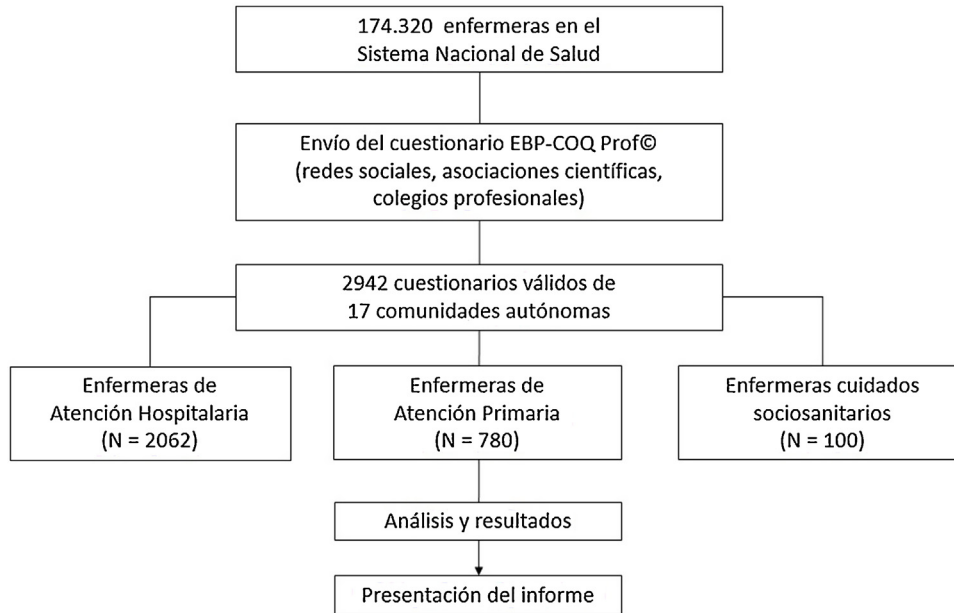 174.320 enfermeras en el
Sistema Nacional de Salud
Envío del cuestionario EBP-COQ Prof©
(redes sociales, asociaciones científicas,
colegios profesionales)
2942 cuestionarios válidos de
17 comunidades autónomas
Enfermeras de
Atención Hospitalaria
(N = 2062)
Enfermeras de
Atención Primaria
(N = 780)
Enfermeras cuidados
sociosanitarios
(N = 100)
Análisis y resultados
Presentación del informe